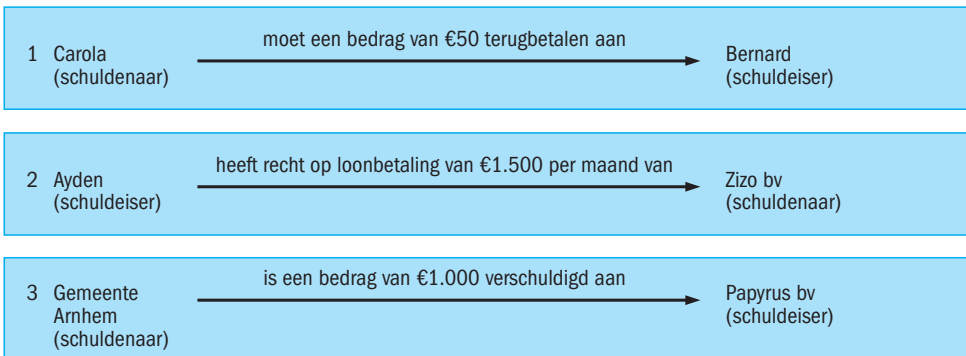 moet een bedrag van €50 terugbetalen aan
1 Carola
(schuldenaar)
Bernard
(schuldeiser)
heeft recht op loonbetaling van €1.500 per maand van
2 Ayden
(schuldeiser)
Zizo bv
(schuldenaar)
is een bedrag van €1.000 verschuldigd aan
3 Gemeente
Arnhem
(schuldenaar)
Papyrus bv
(schuldeiser)